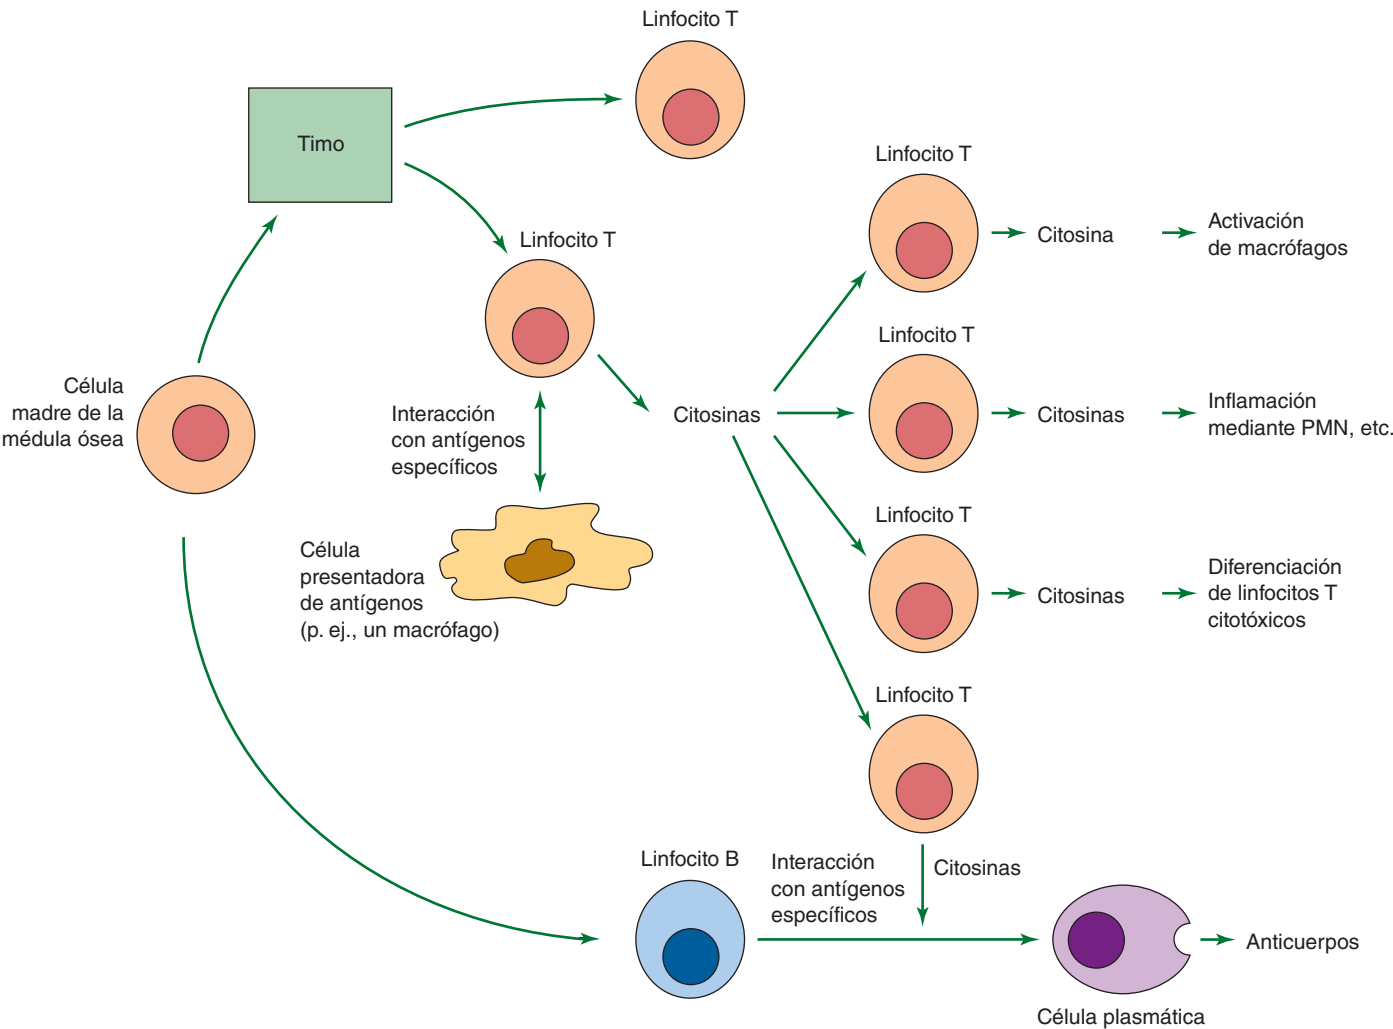 Linfocito T
Timo
Linfocito T
Linfocito T
Citosina
Activación
de macrófagos
Célula
madre de la
médula ósea
Interacción
con antígenos
específicos
Citosinas
Linfocito T
Citosinas
Inflamación
mediante PMN, etc.
Célula
presentadora
de antígenos
(p. ej., un macrófago)
Linfocito T
Citosinas
Diferenciación
de linfocitos T
citotóxicos
Linfocito T
Linfocito B
Interacción
con antígenos
específicos
Citosinas
Anticuerpos
Célula plasmática